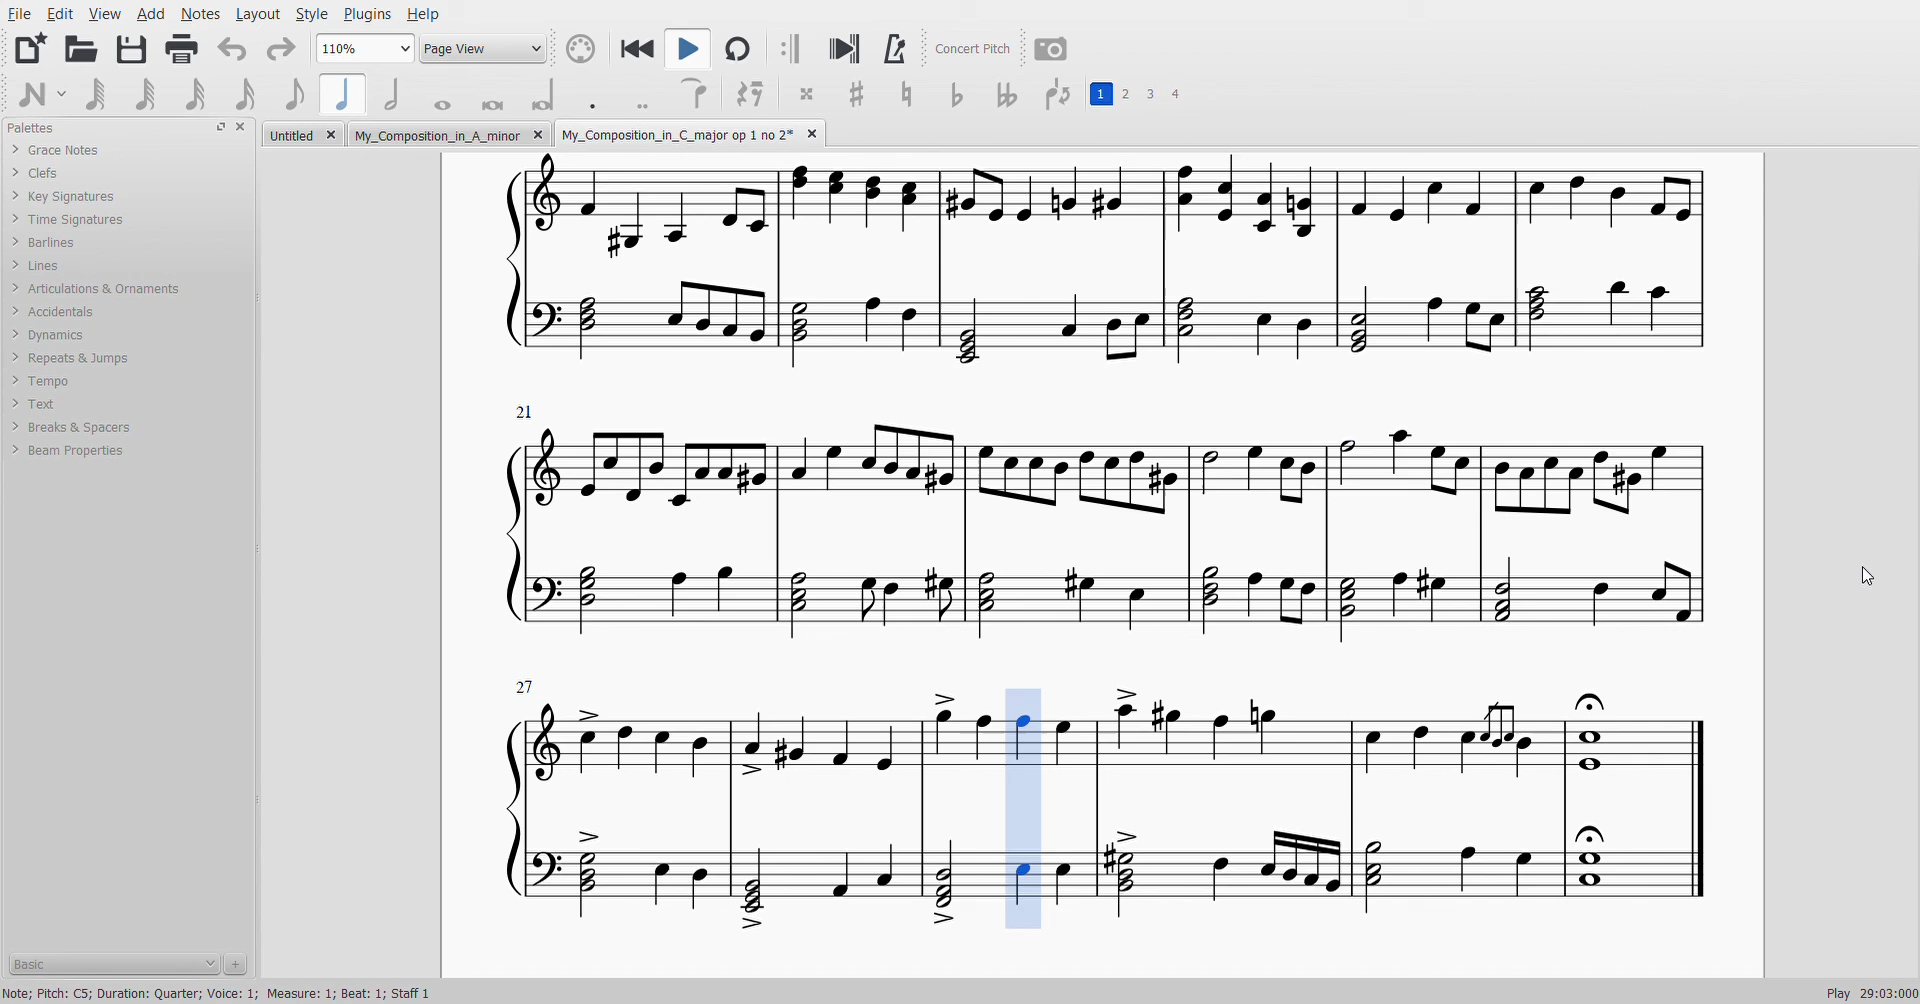 File Edit View Add Notes Layout Style Plugins Help
110% Page View Concert Pitch
1 2 3 4
Palettes
Untitled My_Composition_in_A_minor My_Composition_in_C_major op 1 no 2*
Grace Notes
Clefs
Key Signatures
Time Signatures
Barlines
Lines
Articulations & Ornaments
Accidentals
Dynamics
Repeats & Jumps
Tempo
Text
Breaks & Spacers
Beam Properties
21
27
Basic
Note; Pitch: C5; Duration: Quarter; Voice: 1; Measure: 1; Beat: 1; Staff 1 Play 29:03:000